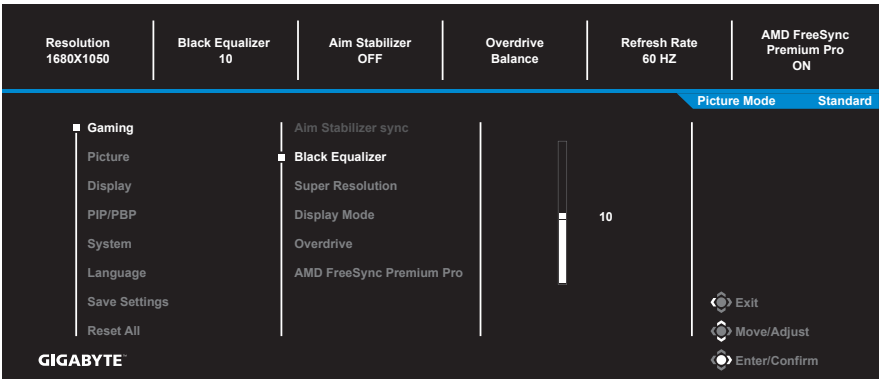 Resolution
1680X1050
Black Equalizer
10
Aim Stabilizer
OFF
Overdrive
Balance
Refresh Rate
60 HZ
AMD FreeSync
Premium Pro
ON
Picture Mode Standard
Gaming
Picture
Display
PIP/PBP
System
Language
Save Settings
Reset All
Aim Stabilizer sync
Black Equalizer
Super Resolution
Display Mode
Overdrive
AMD FreeSync Premium Pro
10
Exit
Move/Adjust
Enter/Confirm
GIGABYTE™